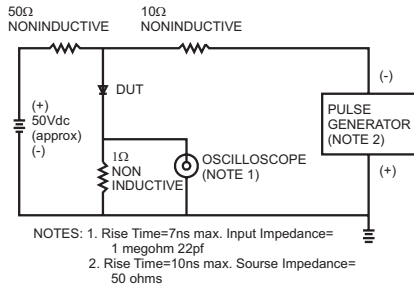 50Ω
NONINDUCTIVE
10Ω
NONINDUCTIVE
(+)
50Vdc
(approx)
(-)
DUT
1Ω
NON
INDUCTIVE
OSCILLOSCOPE
(NOTE 1)
(-)
PULSE
GENERATOR
(NOTE 2)
(+)
NOTES: 1. Rise Time=7ns max. Input Impedance=
1 megohm 22pf
2. Rise Time=10ns max. Sourse Impedance=
50 ohms